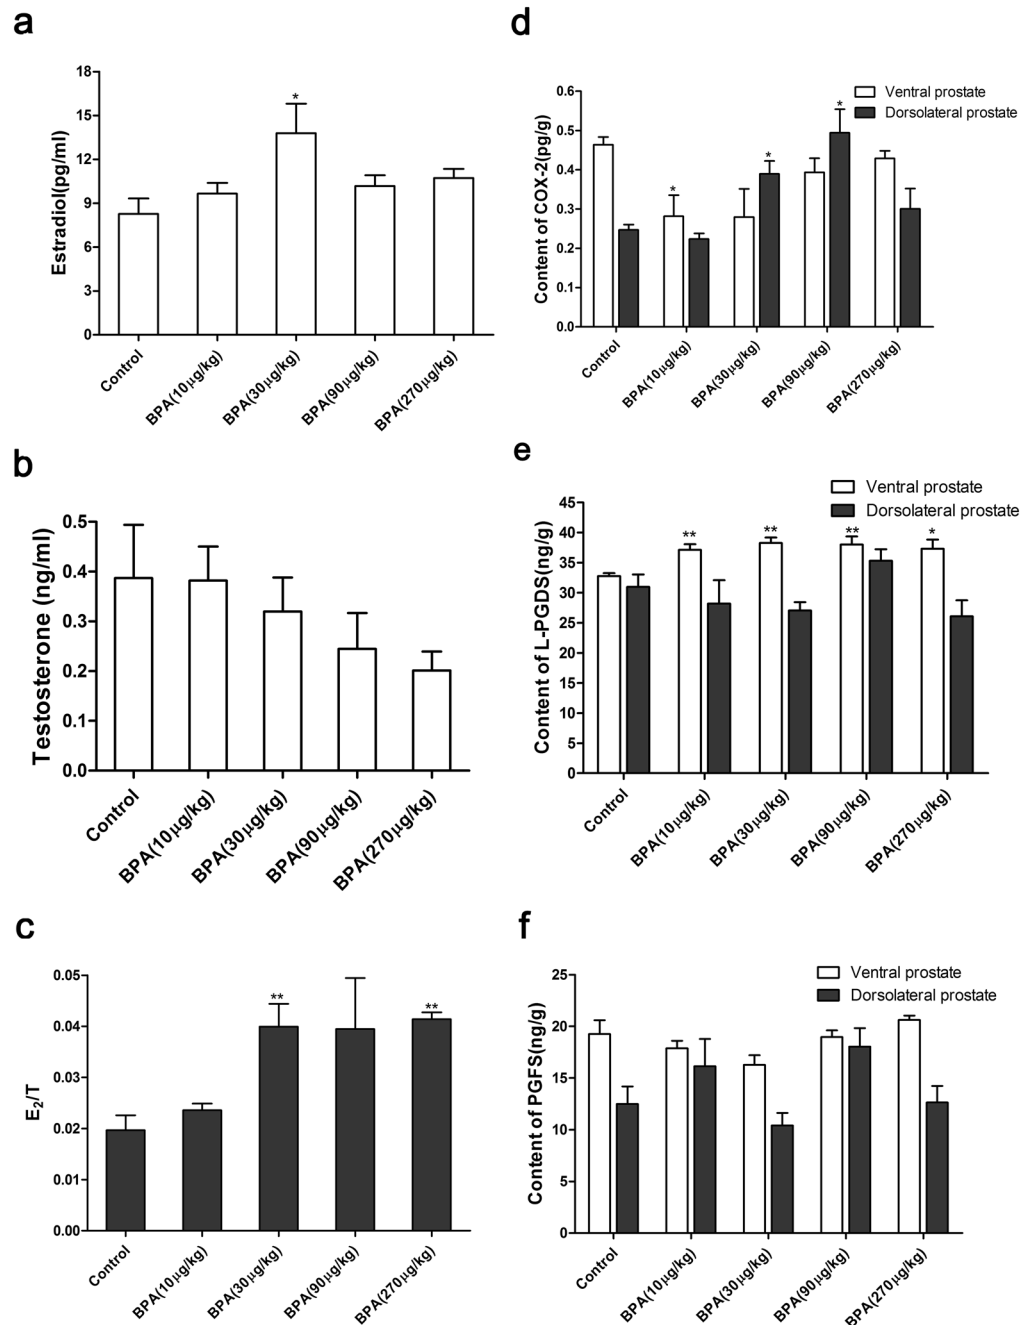 a
Estradiol(pg/ml)
18
15
12
9
6
3
0
*
Control
BPA(10μg/kg)
BPA(30μg/kg)
BPA(90μg/kg)
BPA(270μg/kg)
b
Testosterone (ng/ml)
0.5
0.4
0.3
0.2
0.1
0.0
Control
BPA(10μg/kg)
BPA(30μg/kg)
BPA(90μg/kg)
BPA(270μg/kg)
c
E2/T
0.05
0.04
0.03
0.02
0.01
0.00
**
**
Control
BPA(10μg/kg)
BPA(30μg/kg)
BPA(90μg/kg)
BPA(270μg/kg)
d
Ventral prostate
Dorsolateral prostate
Content of COX-2(pg/g)
0.6
0.5
0.4
0.3
0.2
0.1
0.0
*
*
*
Control
BPA(10μg/kg)
BPA(30μg/kg)
BPA(90μg/kg)
BPA(270μg/kg)
e
Ventral prostate
Dorsolateral prostate
Content of L-PGDS(ng/g)
45
40
35
30
25
20
15
10
5
0
**
**
**
*
Control
BPA(10μg/kg)
BPA(30μg/kg)
BPA(90μg/kg)
BPA(270μg/kg)
f
Ventral prostate
Dorsolateral prostate
Content of PGFS(ng/g)
25
20
15
10
5
0
Control
BPA(10μg/kg)
BPA(30μg/kg)
BPA(90μg/kg)
BPA(270μg/kg)